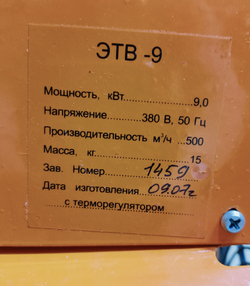 ЭТВ -9
Мощность, кВт..................9,0
Напряжение..........380 В, 50 Гц
Производительность м³/ч ...500
Масса, кг..........................15
Зав. Номер........1459
Дата изготовления 09.07г
с терморегулятором